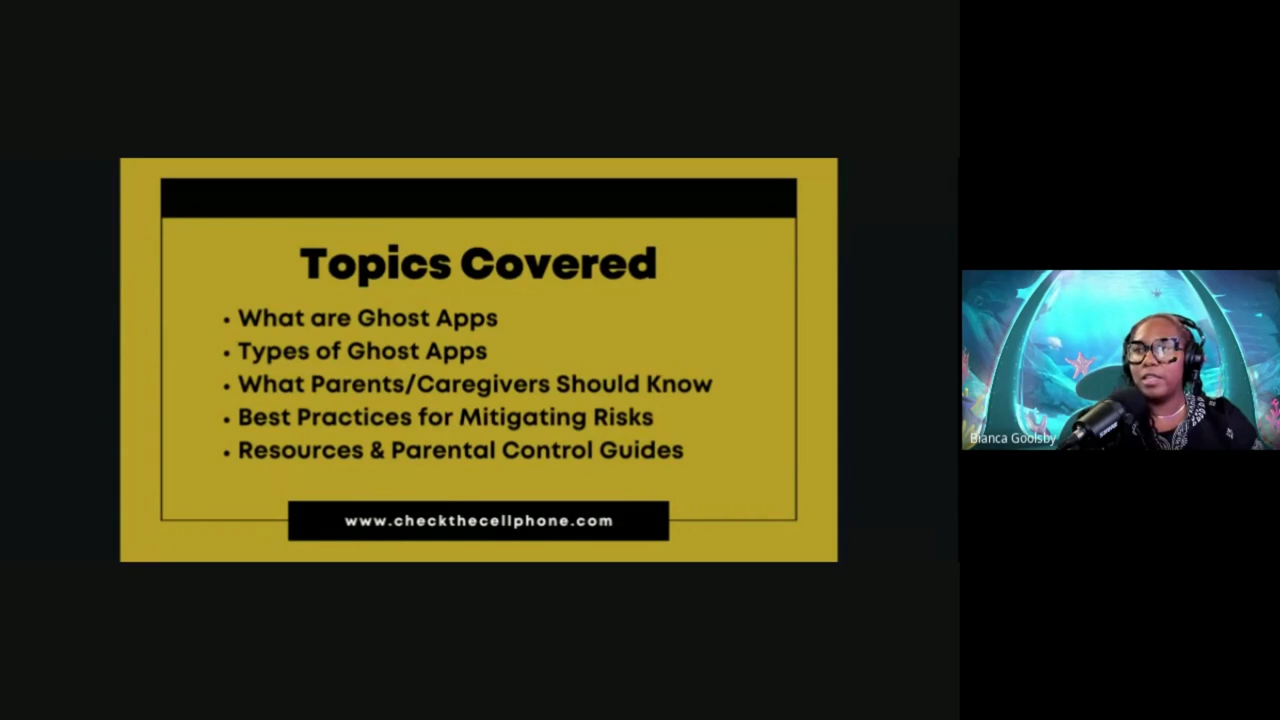 Topics Covered
• What are Ghost Apps
• Types of Ghost Apps
• What Parents/Caregivers Should Know
• Best Practices for Mitigating Risks
• Resources & Parental Control Guides
www.checkthecellphone.com
Bianca Goolsby
SHURE